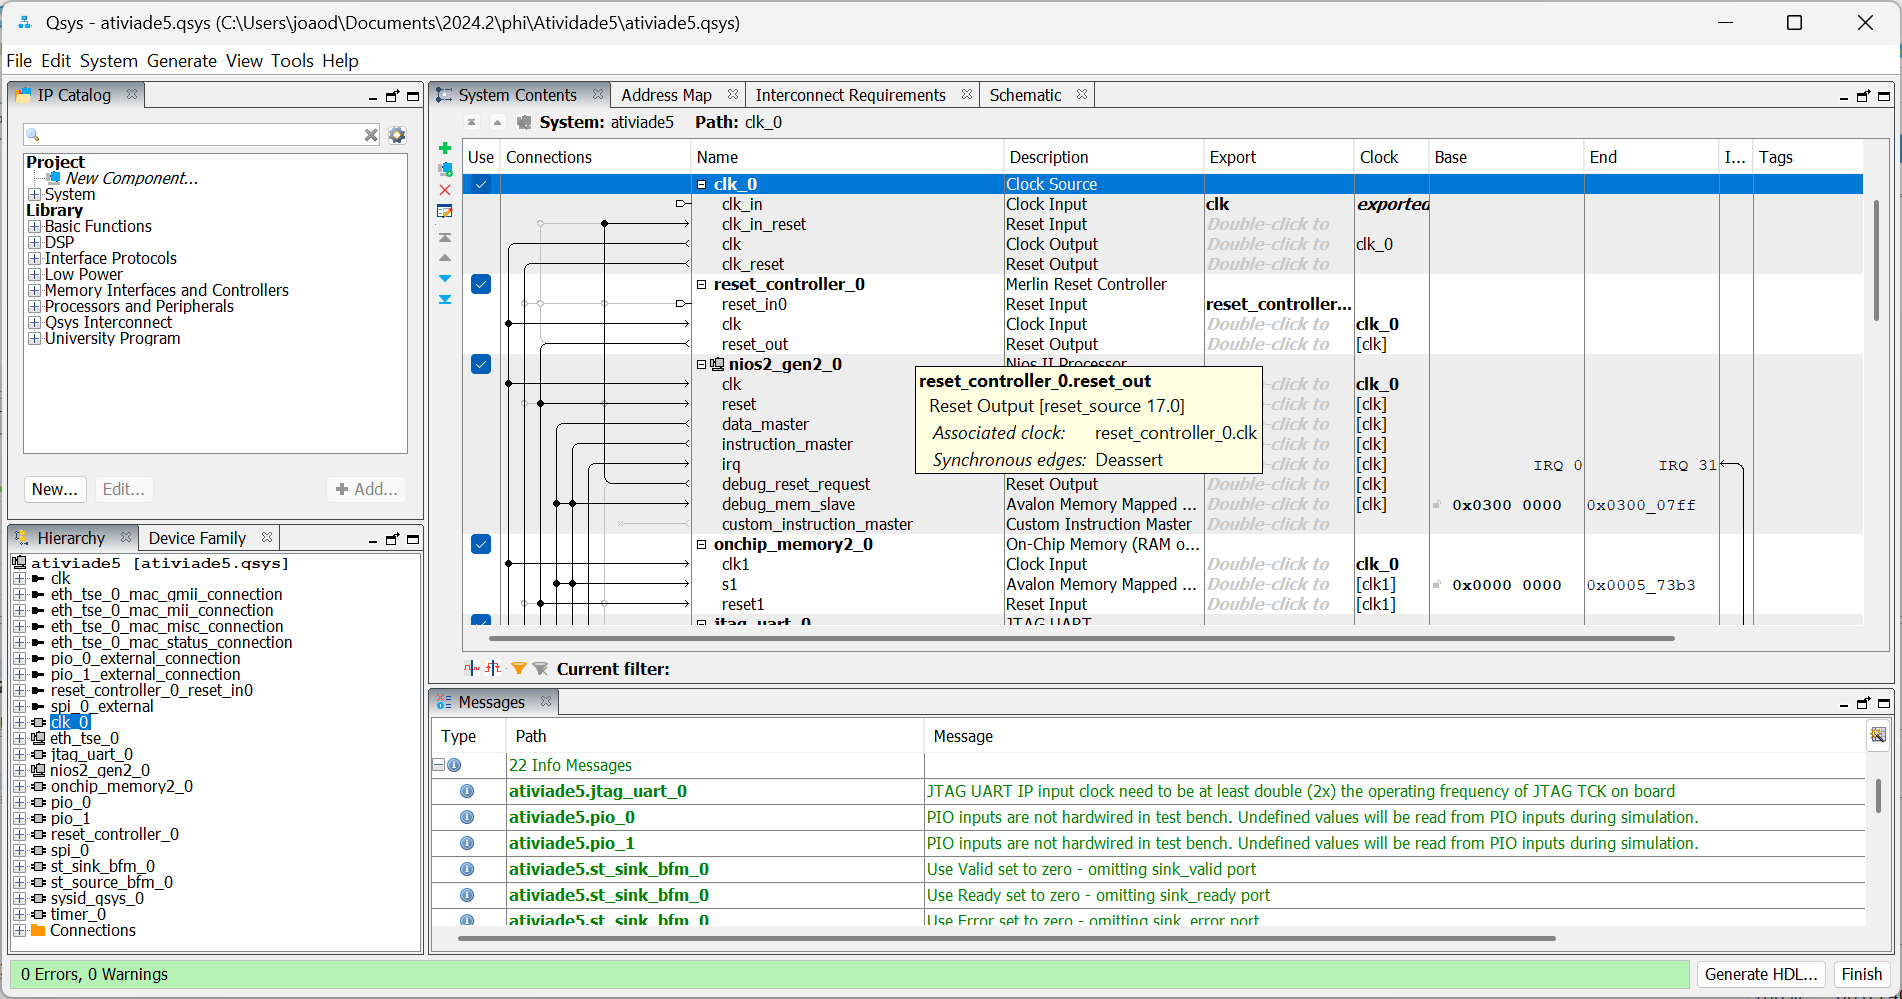 Qsys - ativiade5.qsys (C:\Users\joaod\Documents\2024.2\phi\Atividade5\ativiade5.qsys)
File Edit System Generate View Tools Help
IP Catalog
Project
New Component...
System
Library
Basic Functions
DSP
Interface Protocols
Low Power
Memory Interfaces and Controllers
Processors and Peripherals
Qsys Interconnect
University Program
New... Edit... Add...
Hierarchy Device Family
ativiade5 [ativiade5.qsys]
clk
eth_tse_0_mac_gmii_connection
eth_tse_0_mac_mii_connection
eth_tse_0_mac_misc_connection
eth_tse_0_mac_status_connection
pio_0_external_connection
pio_1_external_connection
reset_controller_0_reset_in0
spi_0_external
clk_0
eth_tse_0
jtag_uart_0
nios2_gen2_0
onchip_memory2_0
pio_0
pio_1
reset_controller_0
spi_0
st_sink_bfm_0
st_source_bfm_0
sysid_qsys_0
timer_0
Connections
System Contents Address Map Interconnect Requirements Schematic
System: ativiade5 Path: clk_0
Use Connections Name Description Export Clock Base End I... Tags
clk_0 Clock Source
clk_in Clock Input clk exported
clk_in_reset Reset Input Double-click to
clk Clock Output Double-click to clk_0
clk_reset Reset Output Double-click to
reset_controller_0 Merlin Reset Controller
reset_in0 Reset Input reset_controller...
clk Clock Input Double-click to clk_0
reset_out Reset Output Double-click to [clk]
nios2_gen2_0 Nios II Processor
clk -click to clk_0
reset -click to [clk]
data_master -click to [clk]
instruction_master -click to [clk]
irq -click to [clk] IRQ 0 IRQ 31
debug_reset_request Reset Output Double-click to [clk]
debug_mem_slave Avalon Memory Mapped ... Double-click to [clk] 0x0300 0000 0x0300_07ff
custom_instruction_master Custom Instruction Master Double-click to
onchip_memory2_0 On-Chip Memory (RAM o...
clk1 Clock Input Double-click to clk_0
s1 Avalon Memory Mapped ... Double-click to [clk1] 0x0000 0000 0x0005_73b3
reset1 Reset Input Double-click to [clk1]
jtag_uart_0 JTAG UART
reset_controller_0.reset_out
Reset Output [reset_source 17.0]
Associated clock: reset_controller_0.clk
Synchronous edges: Deassert
Current filter:
Messages
Type Path Message
22 Info Messages
ativiade5.jtag_uart_0 JTAG UART IP input clock need to be at least double (2x) the operating frequency of JTAG TCK on board
ativiade5.pio_0 PIO inputs are not hardwired in test bench. Undefined values will be read from PIO inputs during simulation.
ativiade5.pio_1 PIO inputs are not hardwired in test bench. Undefined values will be read from PIO inputs during simulation.
ativiade5.st_sink_bfm_0 Use Valid set to zero - omitting sink_valid port
ativiade5.st_sink_bfm_0 Use Ready set to zero - omitting sink_ready port
ativiade5.st_sink_bfm_0 Use Error set to zero - omitting sink_error port
0 Errors, 0 Warnings
Generate HDL... Finish